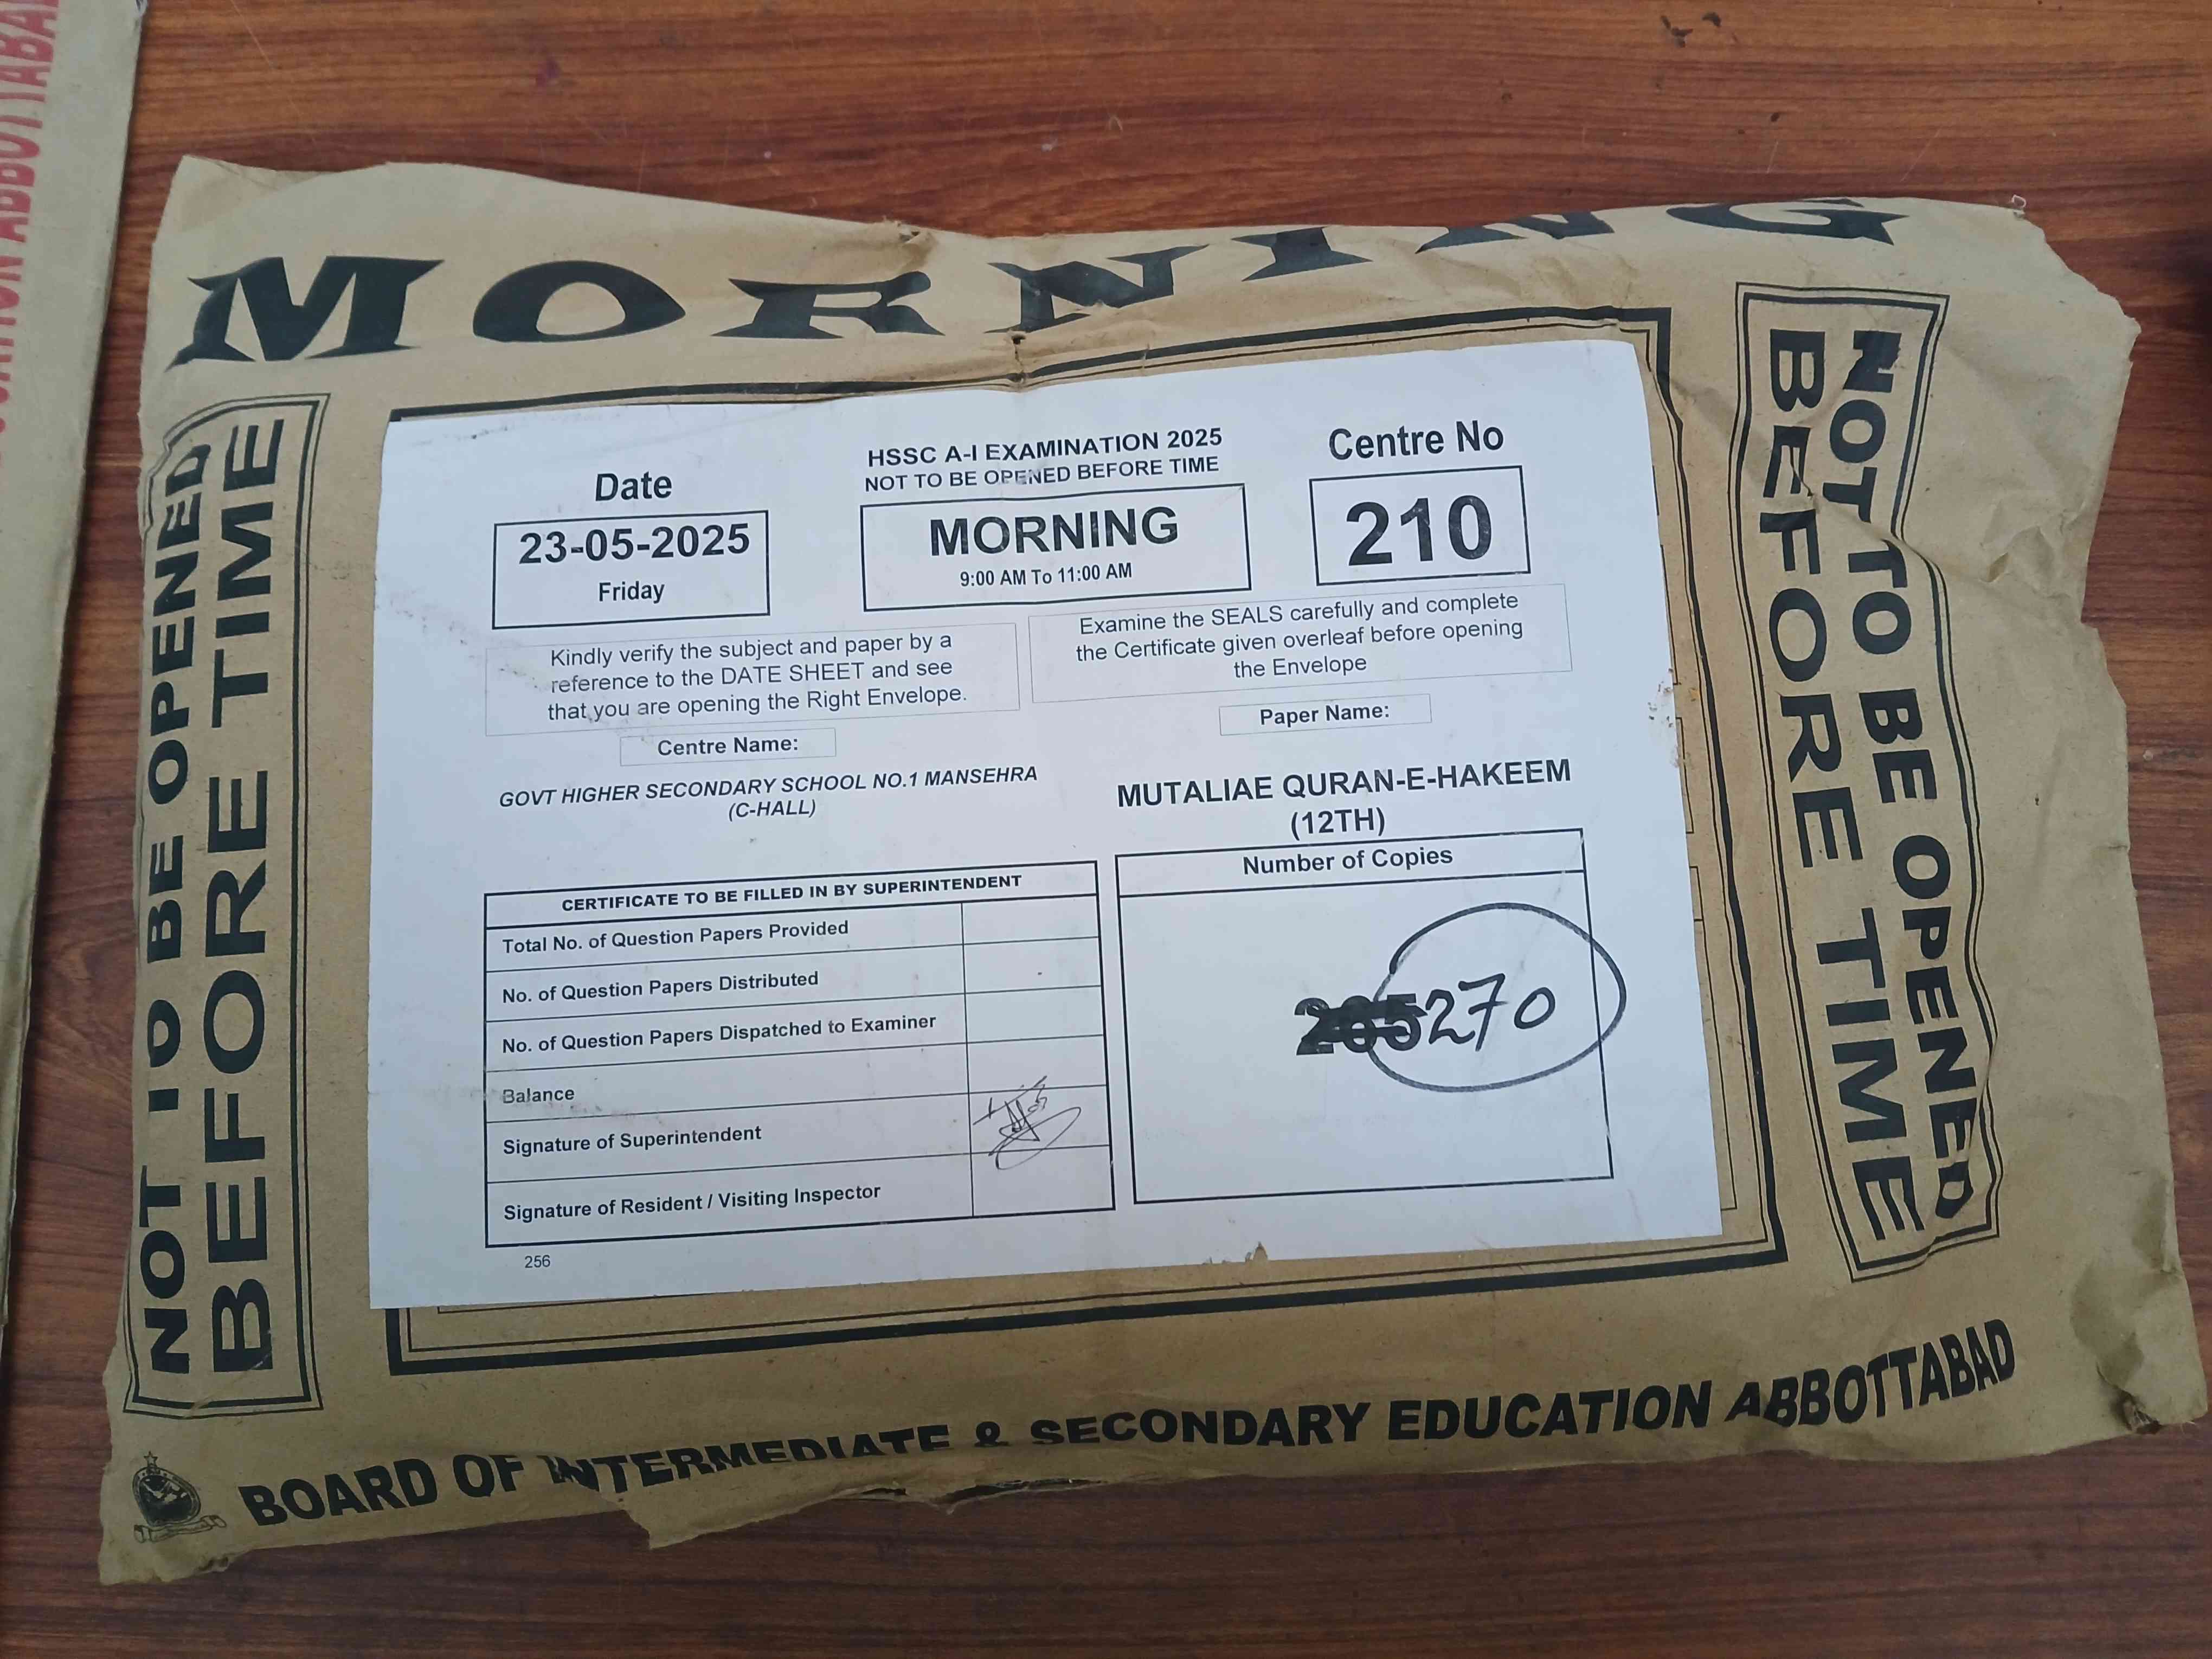 MORNING
NOT TO BE OPENED
BEFORE TIME
NOT TO BE OPENED
BEFORE TIME
HSSC A-I EXAMINATION 2025
NOT TO BE OPENED BEFORE TIME
Date
23-05-2025
Friday
MORNING
9:00 AM To 11:00 AM
Centre No
210
Kindly verify the subject and paper by a
reference to the DATE SHEET and see
that you are opening the Right Envelope.
Examine the SEALS carefully and complete
the Certificate given overleaf before opening
the Envelope
Centre Name:
GOVT HIGHER SECONDARY SCHOOL NO.1 MANSEHRA
(C-HALL)
Paper Name:
MUTALIAE QURAN-E-HAKEEM
(12TH)
CERTIFICATE TO BE FILLED IN BY SUPERINTENDENT
Total No. of Question Papers Provided
No. of Question Papers Distributed
No. of Question Papers Dispatched to Examiner
Balance
Signature of Superintendent
Signature of Resident / Visiting Inspector
Number of Copies
270
256
BOARD OF INTERMEDIATE & SECONDARY EDUCATION ABBOTTABAD